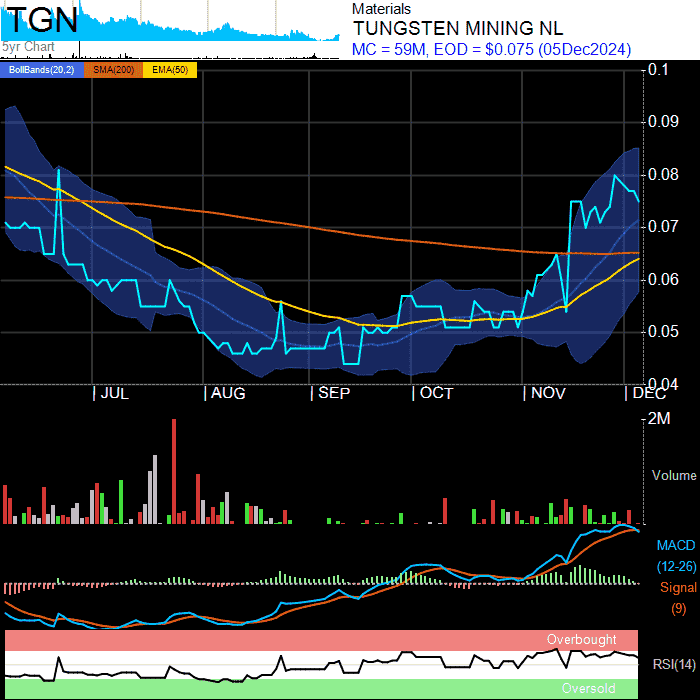 TGN
5yr Chart
Materials
TUNGSTEN MINING NL
MC = 59M, EOD = $0.075 (05Dec2024)
BollBands(20,2) SMA(200) EMA(50)
0.1
0.09
0.08
0.07
0.06
0.05
0.04
JUL AUG SEP OCT NOV DEC
2M
Volume
MACD
(12-26)
Signal
(9)
Overbought
RSI(14)
Oversold